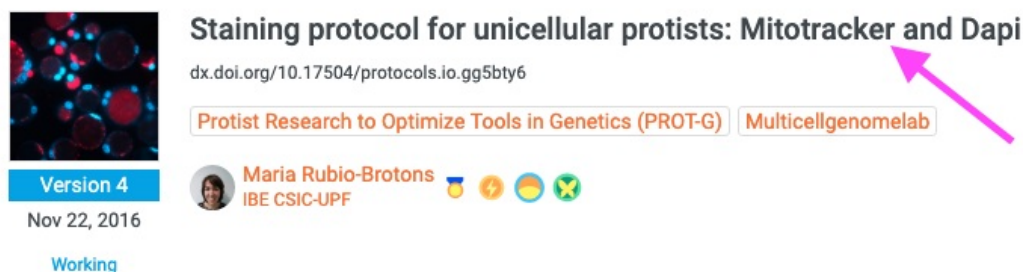 Staining protocol for unicellular protists: Mitotracker and Dapi
dx.doi.org/10.17504/protocols.io.gg5bty6
Protist Research to Optimize Tools in Genetics (PROT-G) Multicellgenomelab
Maria Rubio-Brotons
IBE CSIC-UPF
Version 4
Nov 22, 2016
Working